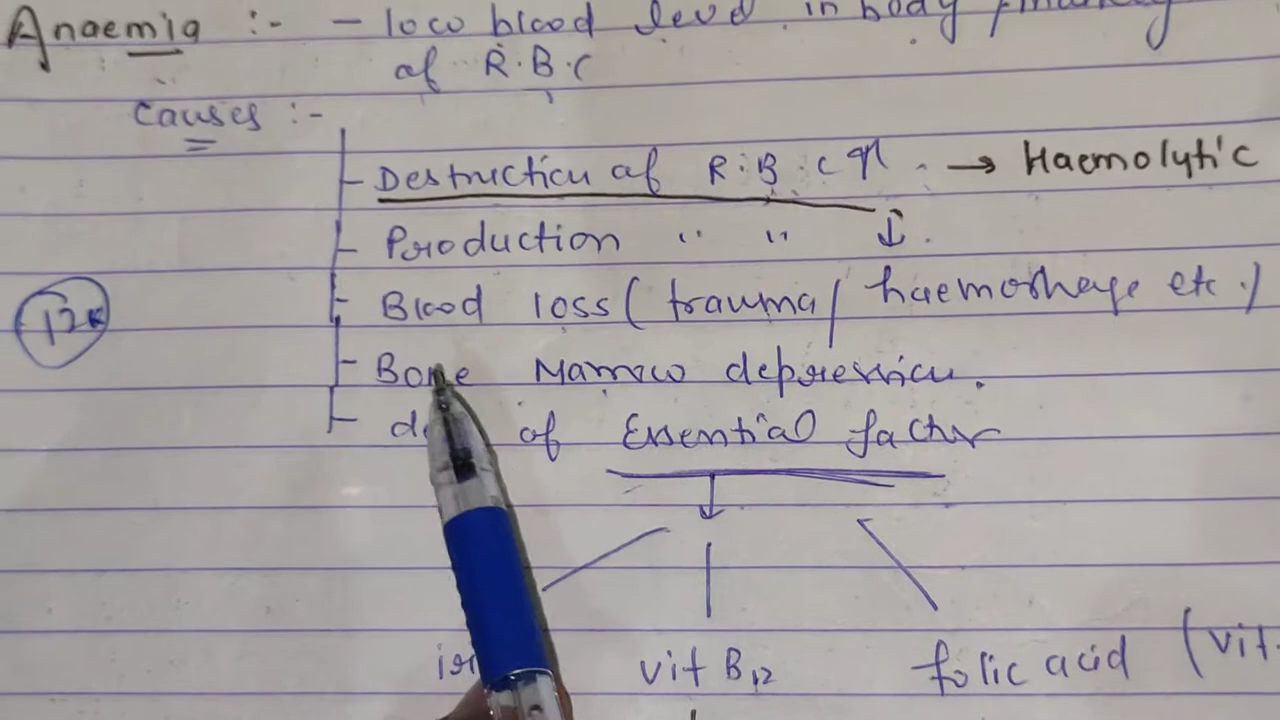 Anaemia :- - low blood level in body primarily
of R.B.C
Causes :-
Destruction of R.B.C ↑ . → Haemolytic
Production " " ↓.
Blood loss ( trauma / haemorrhage etc.)
Bone Marrow depression.
of Essential factor
vit B12 folic acid (vit.